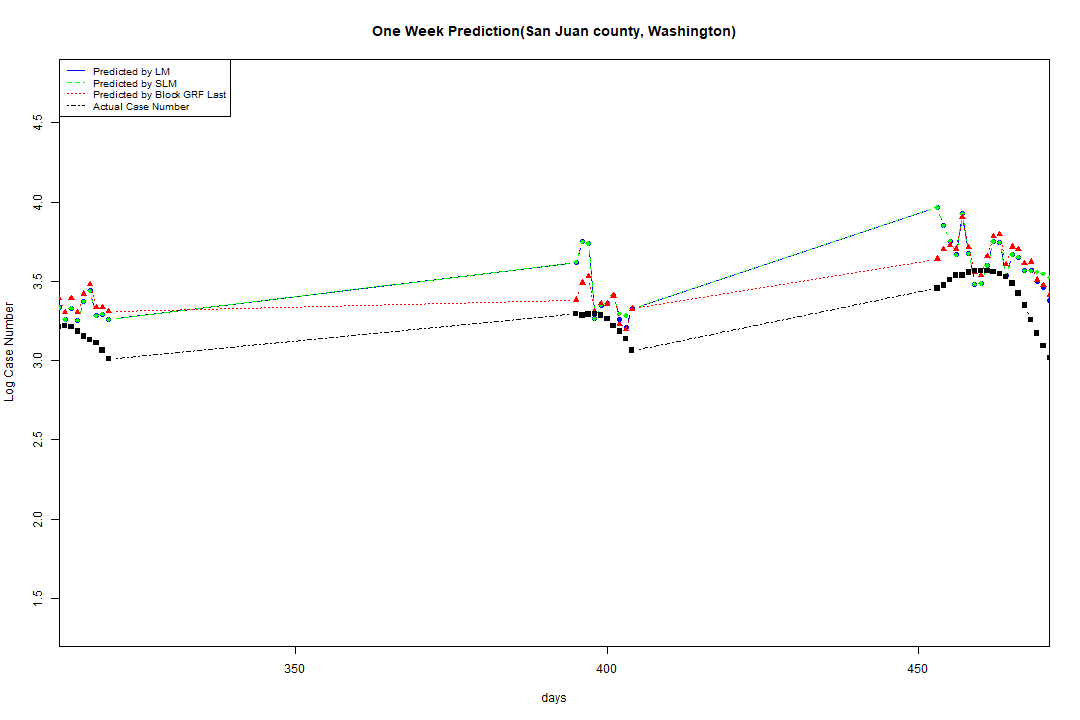 One Week Prediction(San Juan county, Washington)
Predicted by LM
Predicted by SLM
Predicted by Block GRF Last
Actual Case Number
4.5
4.0
3.5
3.0
2.5
2.0
1.5
Log Case Number
350
400
450
days